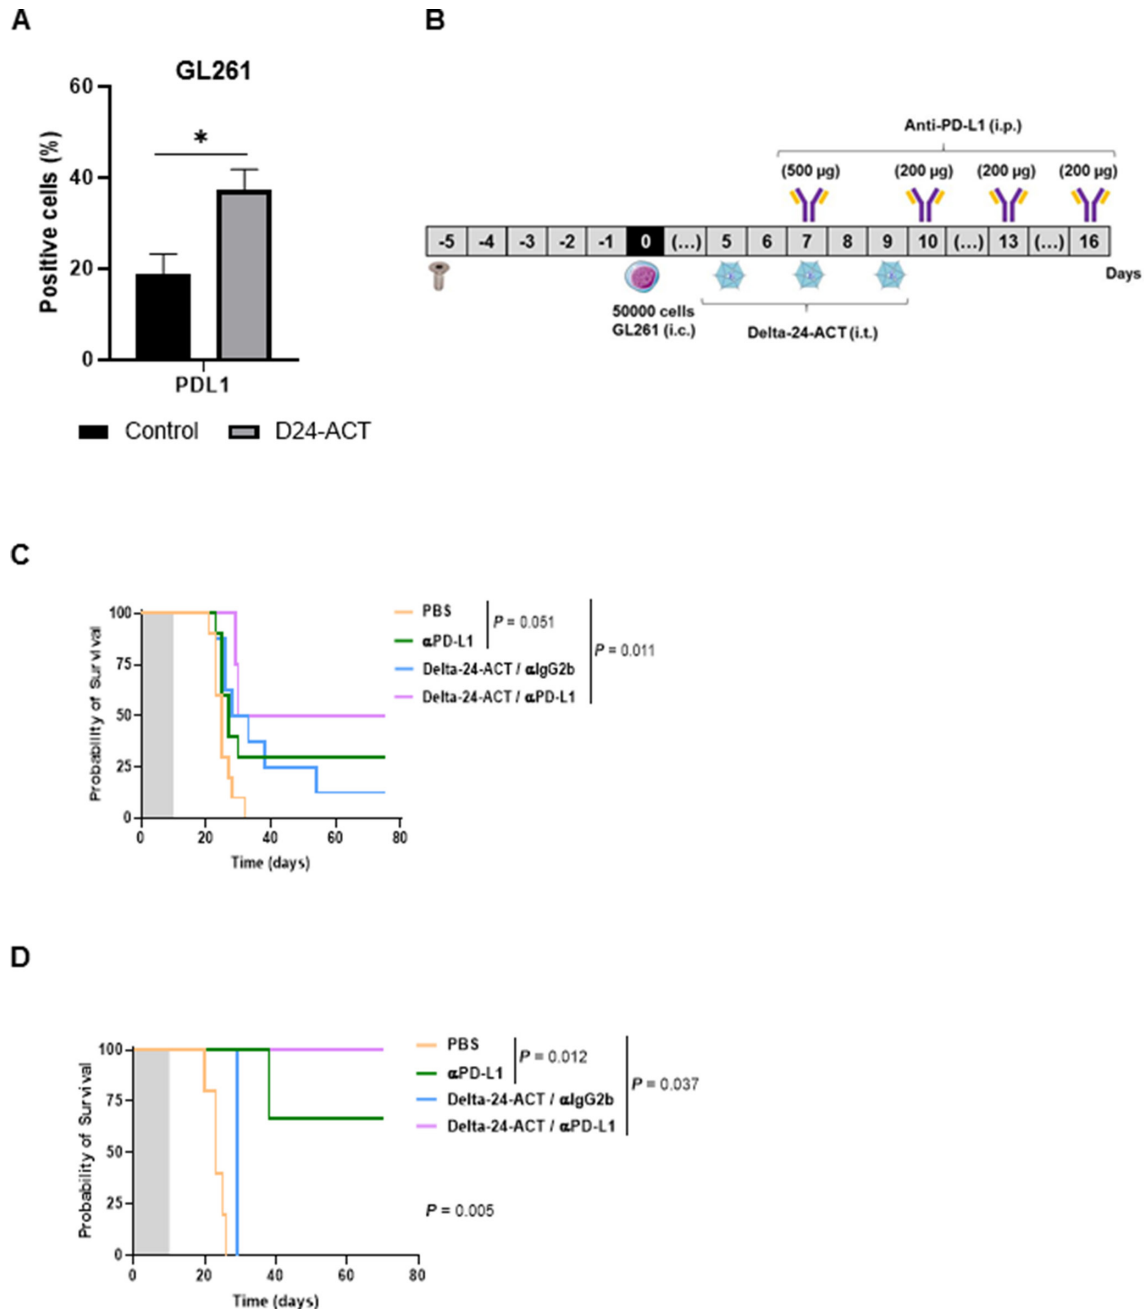 A
GL261
Positive cells (%)
60
40
20
0
*
PDL1
Control
D24-ACT
B
Anti-PD-L1 (i.p.)
(500 µg) (200 µg) (200 µg) (200 µg)
-5 -4 -3 -2 -1 0 (...) 5 6 7 8 9 10 (...) 13 (...) 16
Days
50000 cells
GL261 (i.c.)
Delta-24-ACT (i.t.)
C
Probability of Survival
100
75
50
25
0
0 20 40 60 80
Time (days)
PBS
αPD-L1
Delta-24-ACT / αIgG2b
Delta-24-ACT / αPD-L1
P = 0.051
P = 0.011
D
Probability of Survival
100
75
50
25
0
0 20 40 60 80
Time (days)
PBS
αPD-L1
Delta-24-ACT / αIgG2b
Delta-24-ACT / αPD-L1
P = 0.012
P = 0.037
P = 0.005